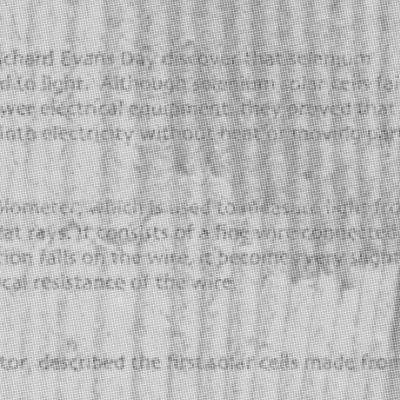 ichard Evans Day discover that selenium
d to light. Although selenium solar cells fai
wer electrical equipment, they proved that
into electricity without heat or moving part
olometer, which is used to measure light fro
at rays. It consists of a fine wire connected
tion falls on the wire, it becomes very slight
ical resistance of the wire.
tor, described the first solar cells made from